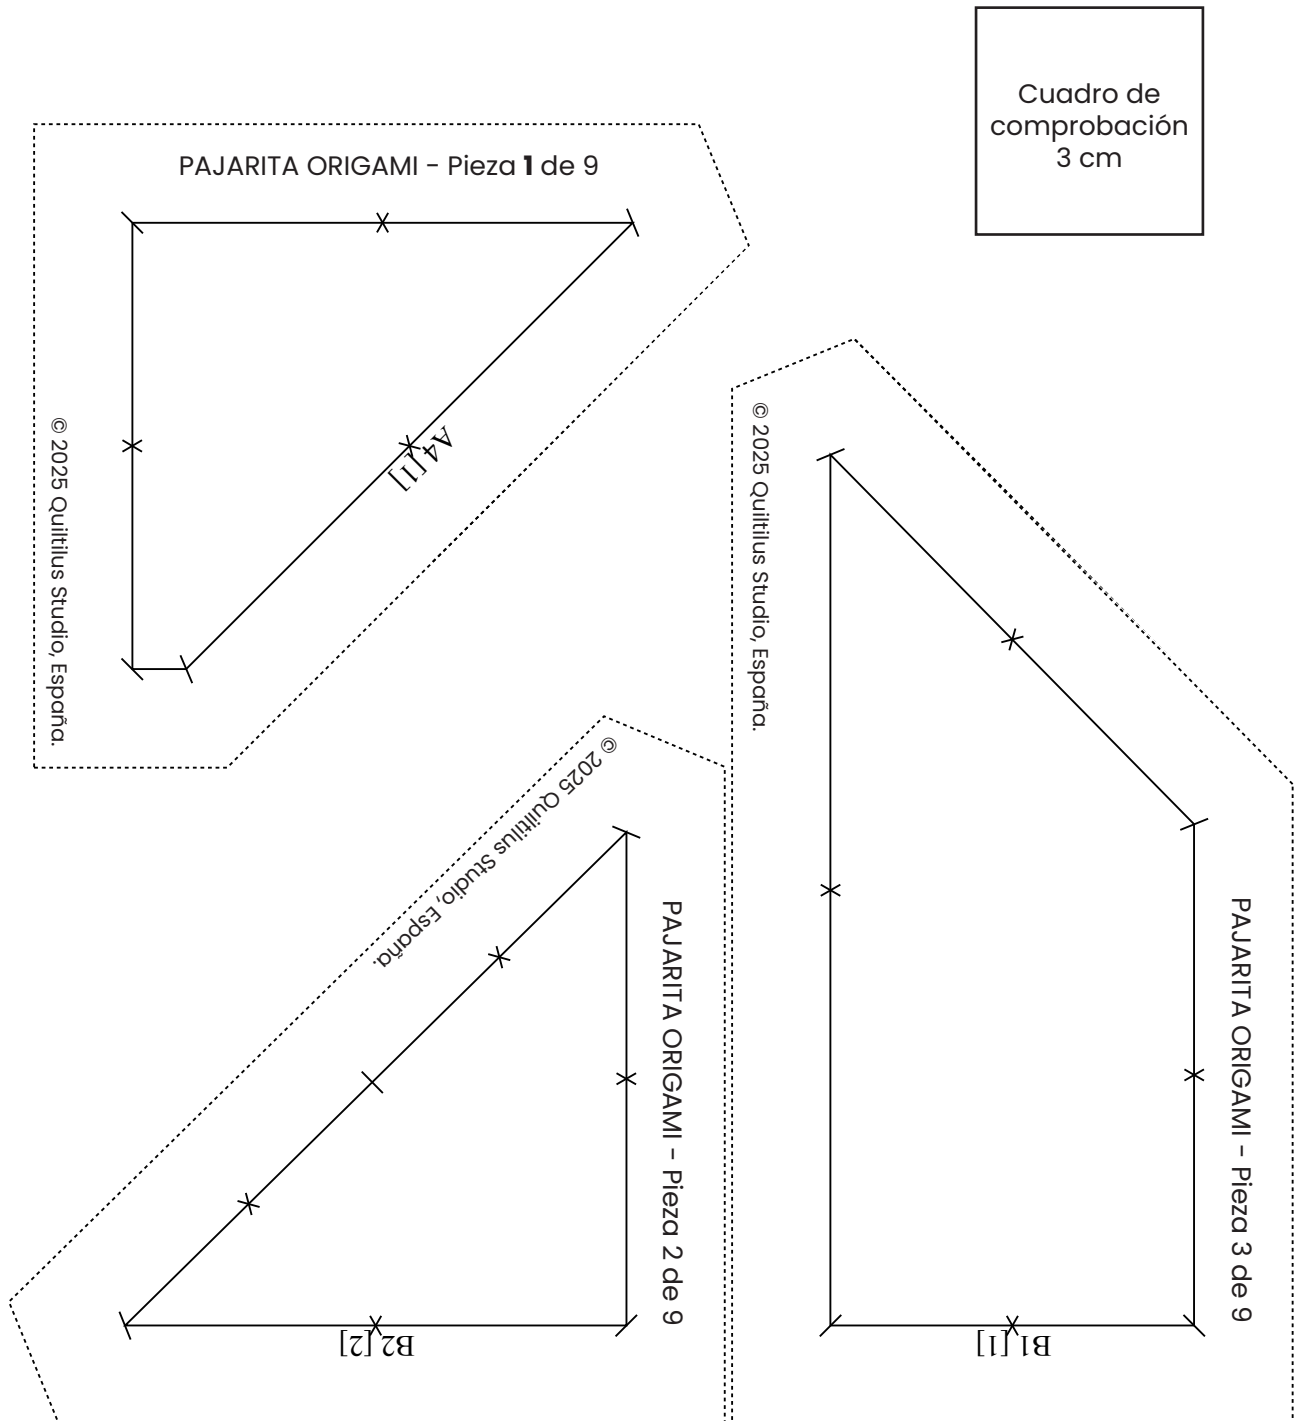 Cuadro de
comprobación
3 cm
PAJARITA ORIGAMI - Pieza 1 de 9
A4 [1]
© 2025 Quiltilus Studio, España.
© 2025 Quiltilus Studio, España.
© 2025 Quiltilus Studio, España.
PAJARITA ORIGAMI - Pieza 2 de 9
B2 [2]
PAJARITA ORIGAMI - Pieza 3 de 9
B1 [1]